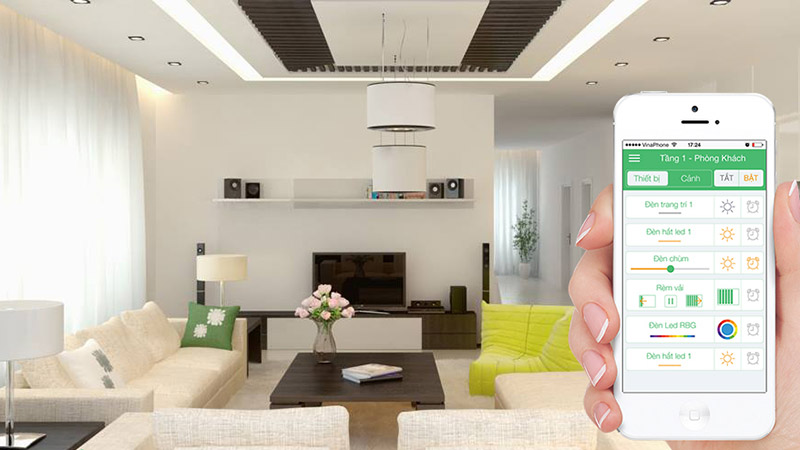 VinaPhone 17:24
Tầng 1 - Phòng Khách
Thiết bị Cảnh TẮT BẬT
Đèn trang trí 1
Đèn hắt led 1
Đèn chùm
Rèm vải
Đèn Led RBG
Đèn hắt led 1